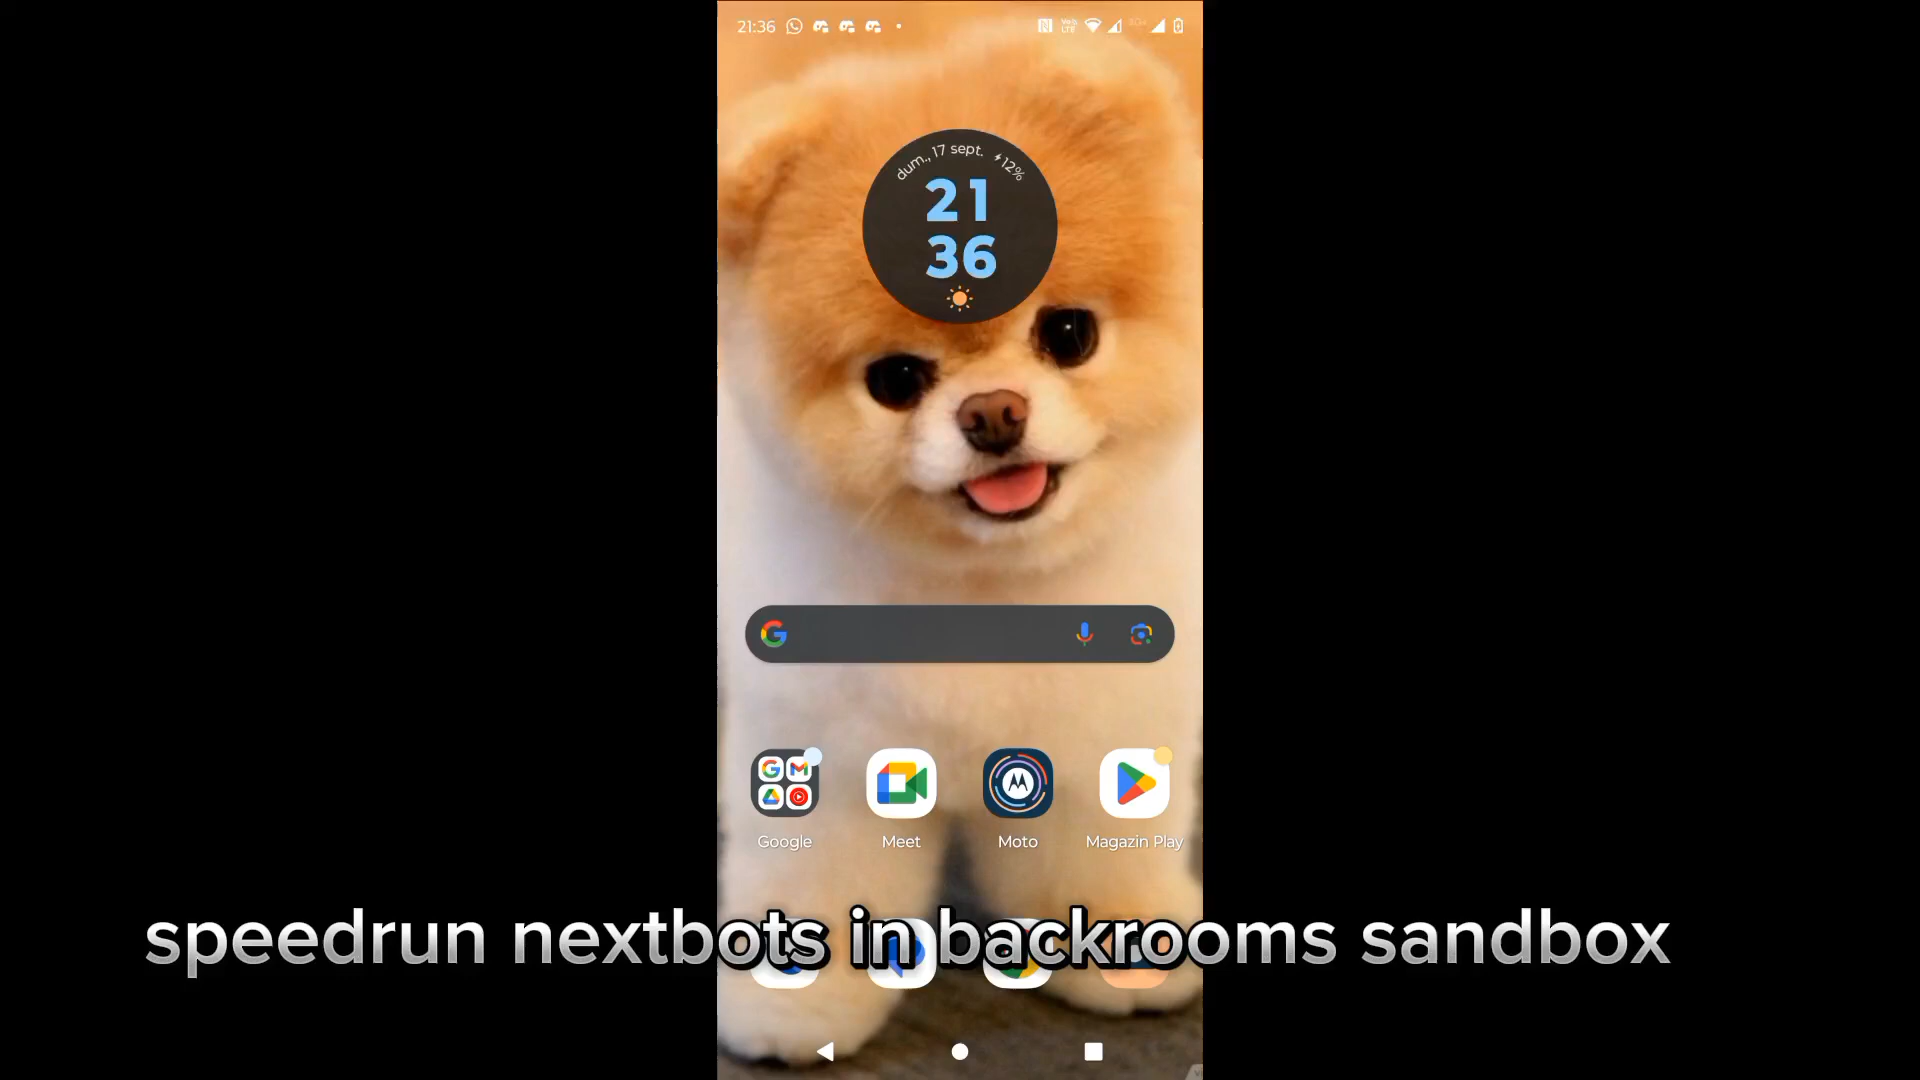 21:36
dum., 17 sept. 12%
21
36
Google
Meet
Moto
Magazin Play
speedrun nextbots in backrooms sandbox